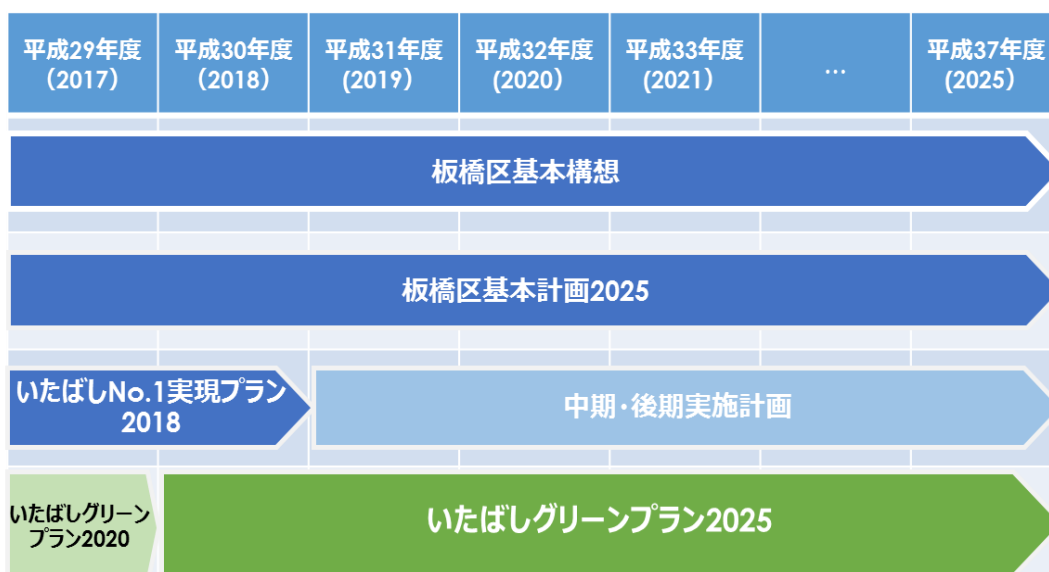 平成29年度
（2017）
平成30年度
（2018）
平成31年度
(2019)
平成32年度
(2020)
平成33年度
(2021)
…
平成37年度
(2025)
板橋区基本構想
板橋区基本計画2025
いたばしNo.1実現プラン
2018
中期・後期実施計画
いたばしグリーン
プラン2020
いたばしグリーンプラン2025